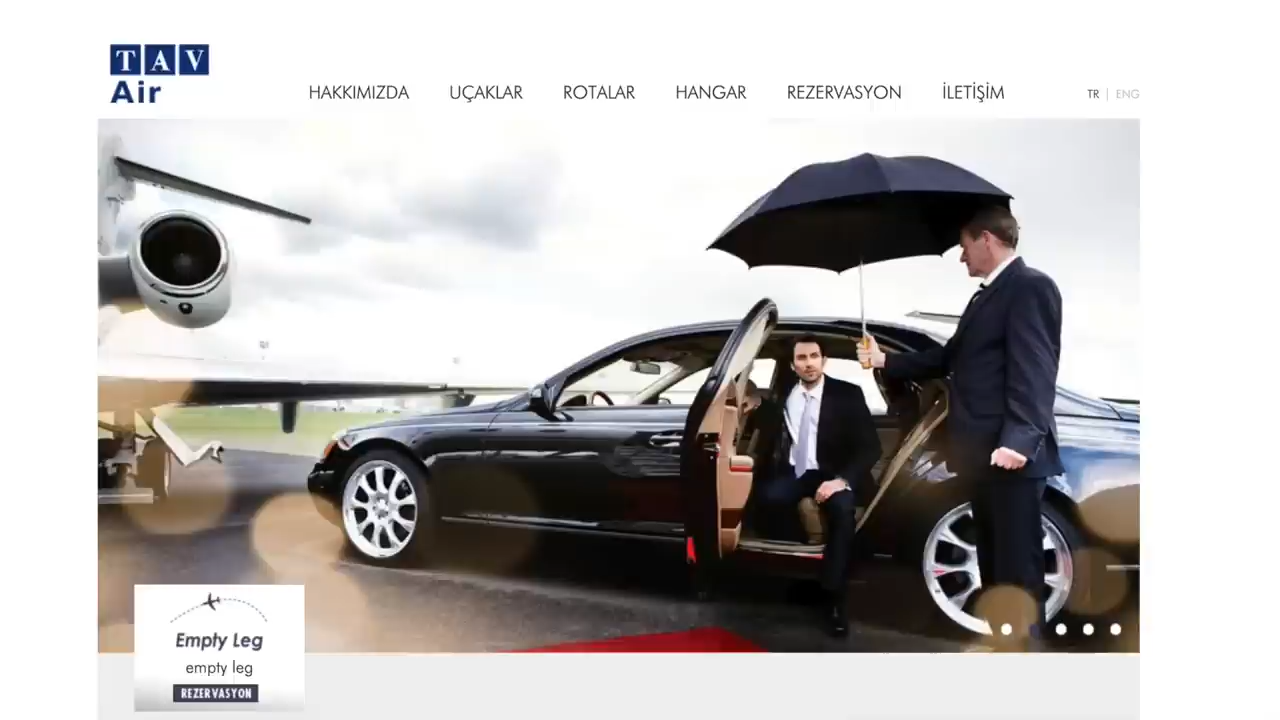 TAV
Air
HAKKIMIZDA UÇAKLAR ROTALAR HANGAR REZERVASYON İLETİŞİM
TR | ENG
Empty Leg
empty leg
REZERVASYON